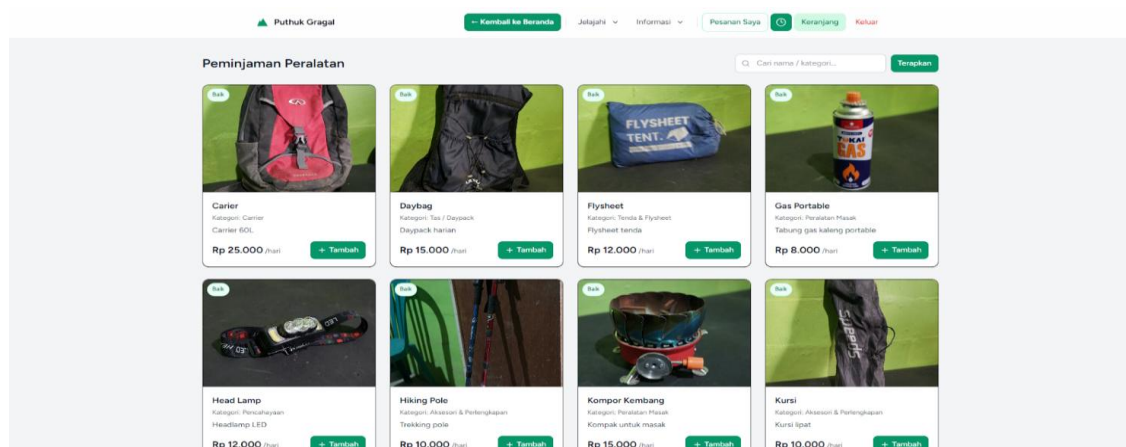 Puthuk Gragal
← Kembali ke Beranda
Jelajahi
Informasi
Pesanan Saya
Keranjang
Keluar
Peminjaman Peralatan
Cari nama / kategori...
Terapkan
Baik
Carier
Kategori: Carrier
Carrier 60L
Rp 25.000 /hari
+ Tambah
Baik
Daybag
Kategori: Tas / Daypack
Daypack harian
Rp 15.000 /hari
+ Tambah
Baik
FLYSHEET
TENT.
Flysheet
Kategori: Tenda & Flysheet
Flysheet tenda
Rp 12.000 /hari
+ Tambah
Baik
TOKAI
GAS
Gas Portable
Kategori: Peralatan Masak
Tabung gas kaleng portable
Rp 8.000 /hari
+ Tambah
Baik
LED
Head Lamp
Kategori: Pencahayaan
Headlamp LED
Rp 12.000 /hari
+ Tambah
Baik
Hiking Pole
Kategori: Aksesori & Perlengkapan
Trekking pole
Rp 10.000 /hari
+ Tambah
Baik
Kompor Kembang
Kategori: Peralatan Masak
Kompak untuk masak
Rp 15.000 /hari
+ Tambah
Baik
speeds
Kursi
Kategori: Aksesori & Perlengkapan
Kursi lipat
Rp 10.000 /hari
+ Tambah